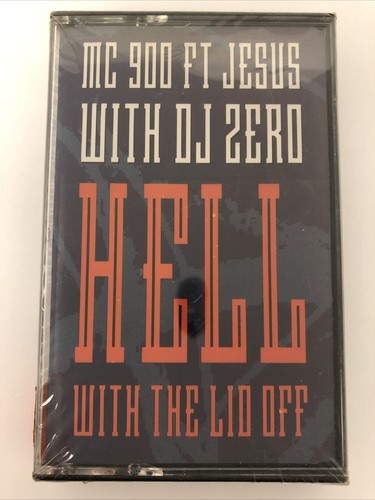 MC 900 FT JESUS
WITH DJ ZERO
HELL
WITH THE LID OFF